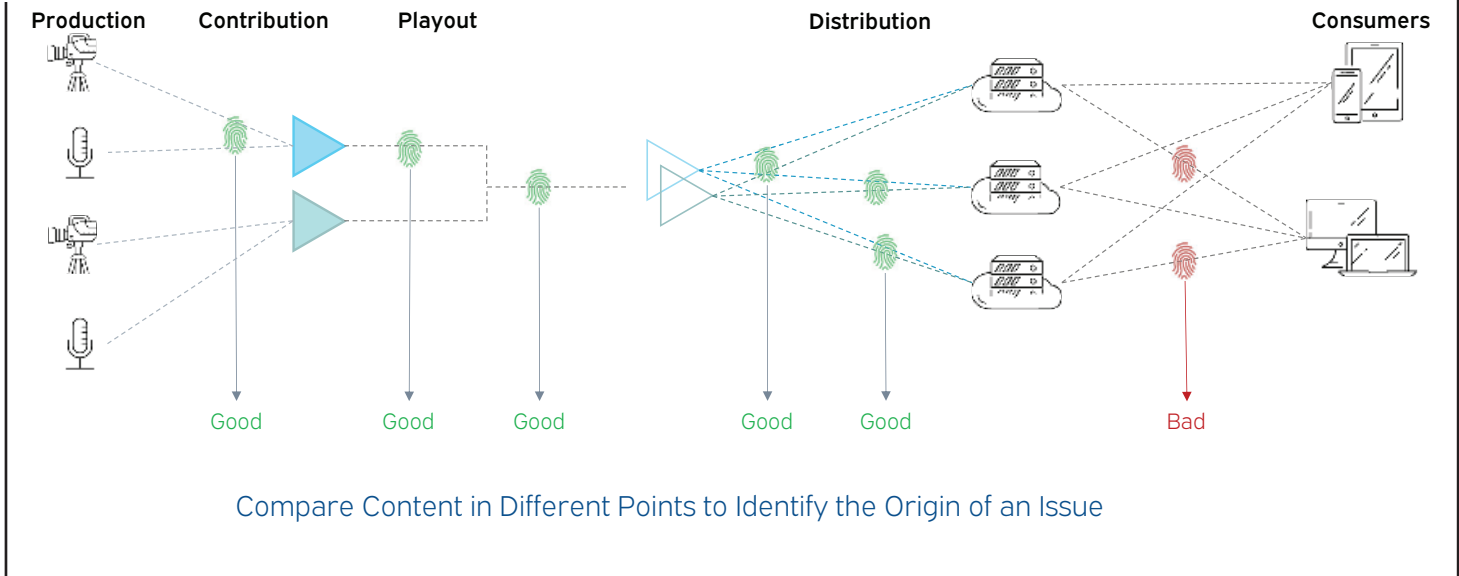 Production
Contribution
Playout
Distribution
Consumers
Good
Good
Good
Good
Good
Bad
Compare Content in Different Points to Identify the Origin of an Issue